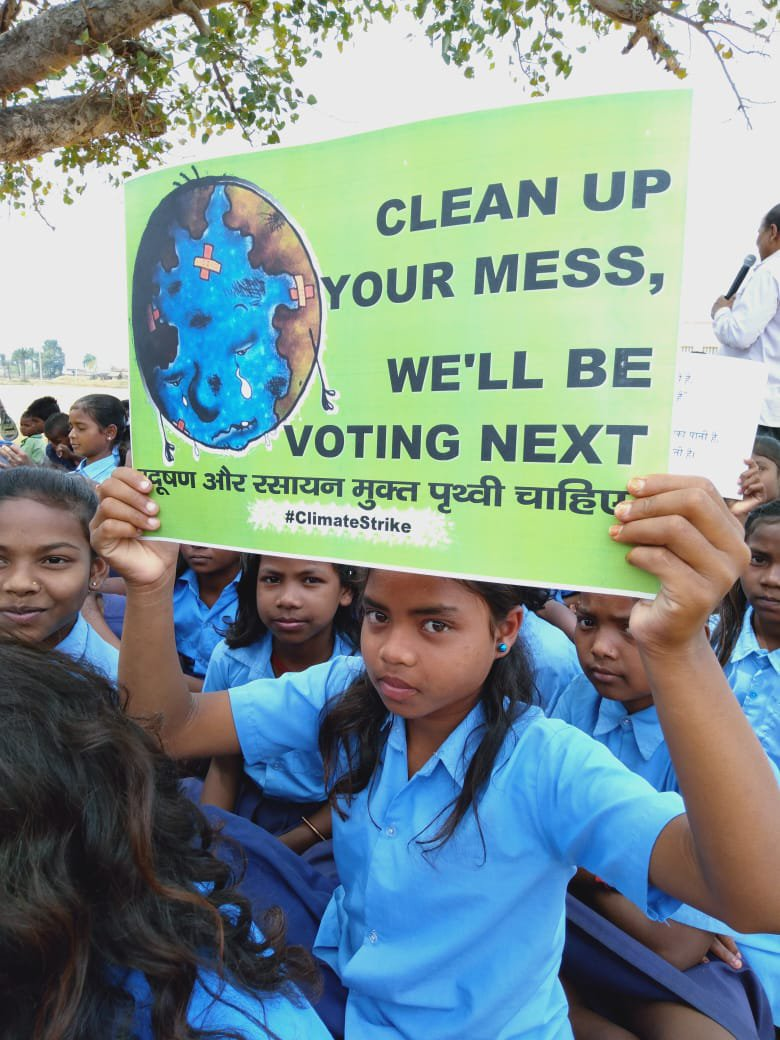 CLEAN UP
YOUR MESS,
WE'LL BE
VOTING NEXT
और रसायन मुक्त पृथ्वी चाहिए
#ClimateStrike
पानी है,